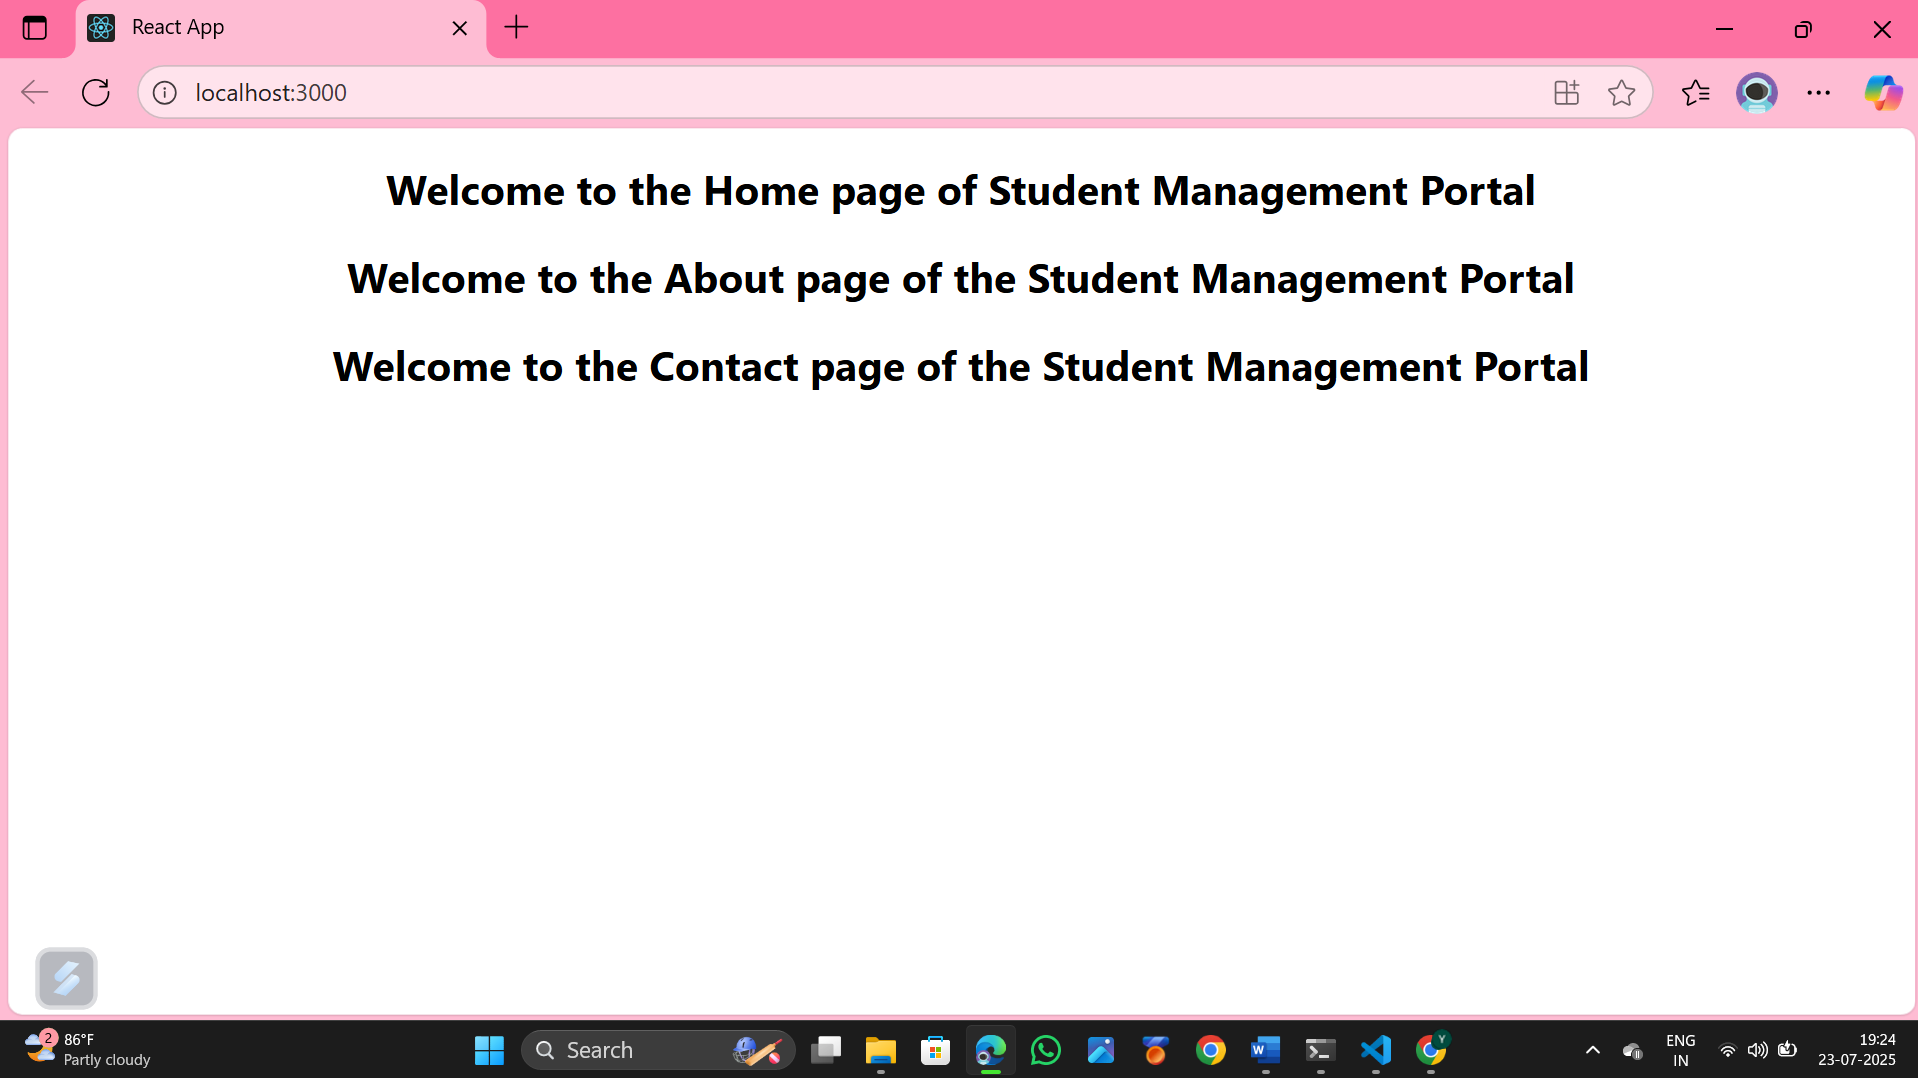 React App
localhost:3000
Welcome to the Home page of Student Management Portal
Welcome to the About page of the Student Management Portal
Welcome to the Contact page of the Student Management Portal
2
86°F
Partly cloudy
Search
W
Y
ENG
IN
19:24
23-07-2025